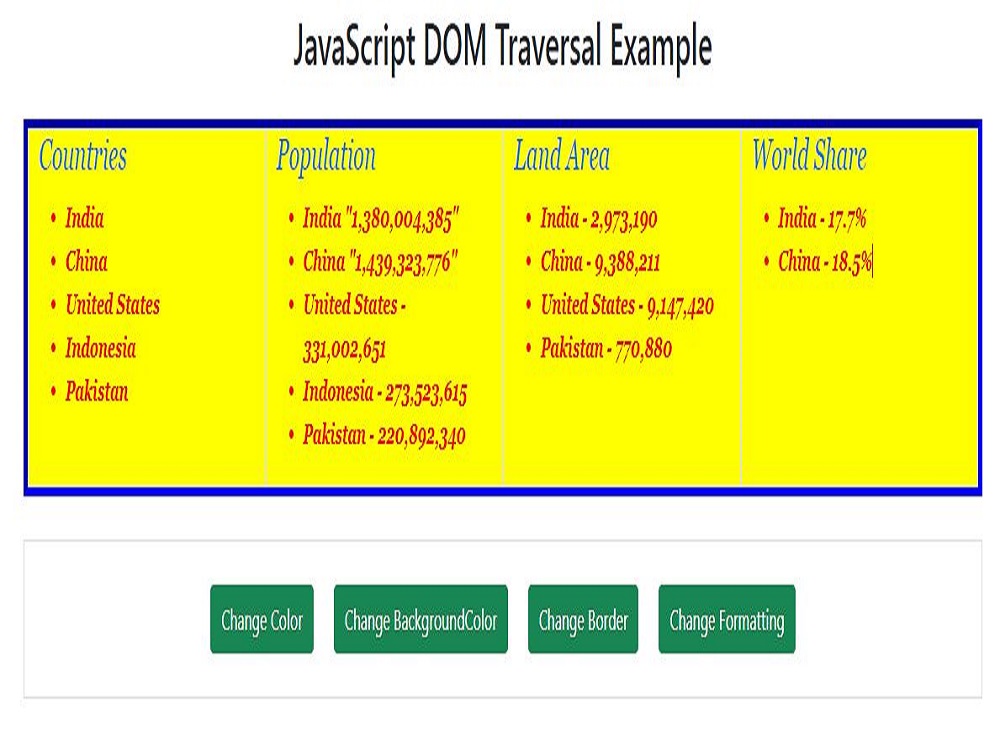 JavaScript DOM Traversal Example
Countries
• India
• China
• United States
• Indonesia
• Pakistan
Population
• India "1,380,004,385"
• China "1,439,323,776"
• United States -
331,002,651
• Indonesia - 273,523,615
• Pakistan - 220,892,340
Land Area
• India - 2,973,190
• China - 9,388,211
• United States - 9,147,420
• Pakistan - 770,880
World Share
• India - 17.7%
• China - 18.5%
Change Color
Change BackgroundColor
Change Border
Change Formatting